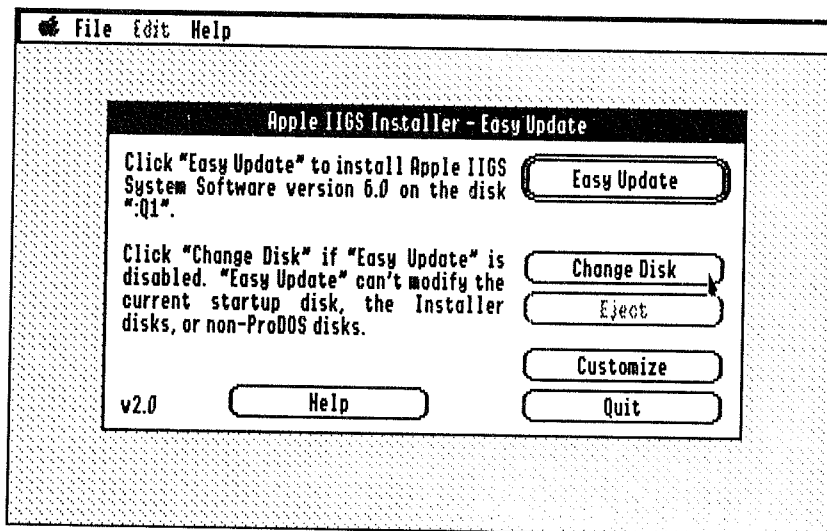 File Edit Help
Apple IIGS Installer - Easy Update
Click "Easy Update" to install Apple IIGS
System Software version 6.0 on the disk
":Q1".
Easy Update
Click "Change Disk" if "Easy Update" is
disabled. "Easy Update" can't modify the
current startup disk, the Installer
disks, or non-ProDOS disks.
Change Disk
Eject
Customize
v2.0
Help
Quit